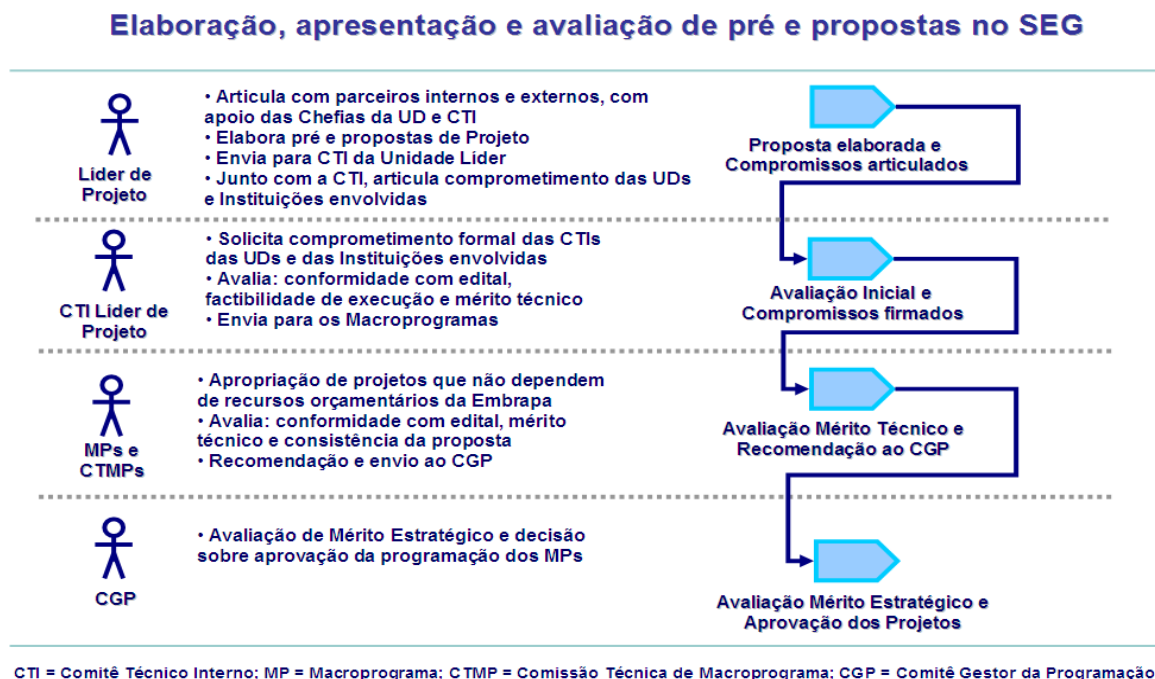 Elaboração, apresentação e avaliação de pré e propostas no SEG
Líder de
Projeto
• Articula com parceiros internos e externos, com
apoio das Chefias da UD e CTI
• Elabora pré e propostas de Projeto
• Envia para CTI da Unidade Líder
• Junto com a CTI, articula comprometimento das UDs
e Instituições envolvidas
Proposta elaborada e
Compromissos articulados
CTI Líder de
Projeto
• Solicita comprometimento formal das CTIs
das UDs e das Instituições envolvidas
• Avalia: conformidade com edital,
factibilidade de execução e mérito técnico
• Envia para os Macroprogramas
Avaliação Inicial e
Compromissos firmados
MPs e
CTMPs
• Apropriação de projetos que não dependem
de recursos orçamentários da Embrapa
• Avalia: conformidade com edital, mérito
técnico e consistência da proposta
• Recomendação e envio ao CGP
Avaliação Mérito Técnico e
Recomendação ao CGP
CGP
• Avaliação de Mérito Estratégico e decisão
sobre aprovação da programação dos MPs
Avaliação Mérito Estratégico e
Aprovação dos Projetos
CTI = Comitê Técnico Interno; MP = Macroprograma; CTMP = Comissão Técnica de Macroprograma; CGP = Comitê Gestor da Programação